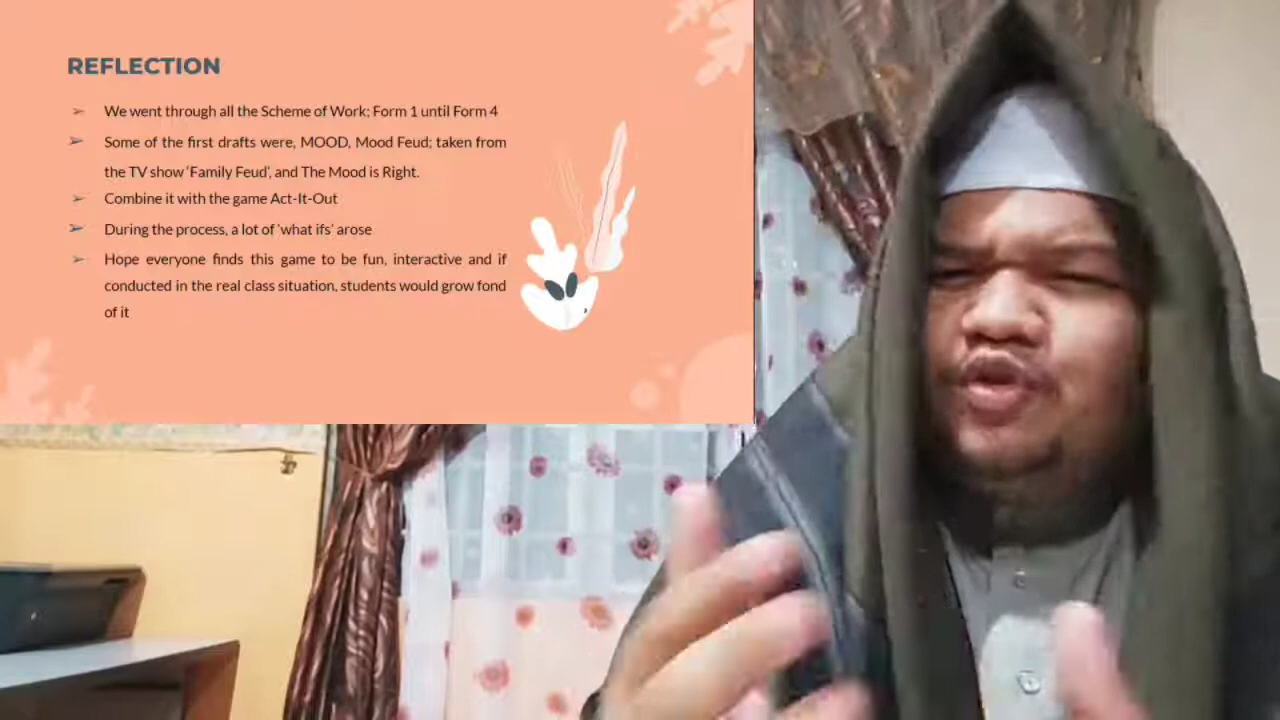 REFLECTION
➢ We went through all the Scheme of Work; Form 1 until Form 4
➢ Some of the first drafts were, MOOD, Mood Feud; taken from
the TV show ‘Family Feud’, and The Mood is Right.
➢ Combine it with the game Act-It-Out
➢ During the process, a lot of ‘what ifs’ arose
➢ Hope everyone finds this game to be fun, interactive and if
conducted in the real class situation, students would grow fond
of it